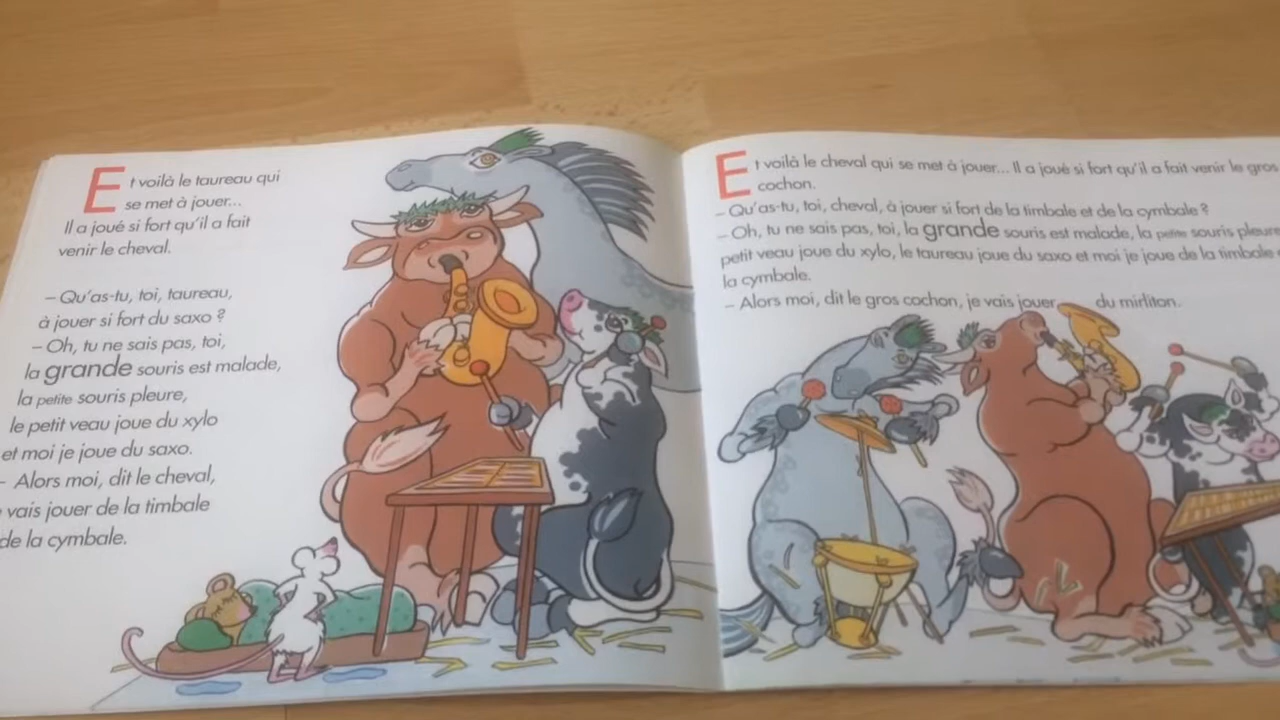 Et voilà le taureau qui
se met à jouer...
Il a joué si fort qu'il a fait
venir le cheval.
– Qu'as-tu, toi, taureau,
à jouer si fort du saxo ?
– Oh, tu ne sais pas, toi,
la grande souris est malade,
la petite souris pleure,
le petit veau joue du xylo
et moi je joue du saxo.
– Alors moi, dit le cheval,
vais jouer de la timbale
de la cymbale.
Et voilà le cheval qui se met à jouer... Il a joué si fort qu'il a fait venir le gros
cochon.
– Qu'as-tu, toi, cheval, à jouer si fort de la timbale et de la cymbale ?
– Oh, tu ne sais pas, toi, la grande souris est malade, la petite souris pleure
petit veau joue du xylo, le taureau joue du saxo et moi je joue de la timbale
la cymbale.
– Alors moi, dit le gros cochon, je vais jouer du mirliton.